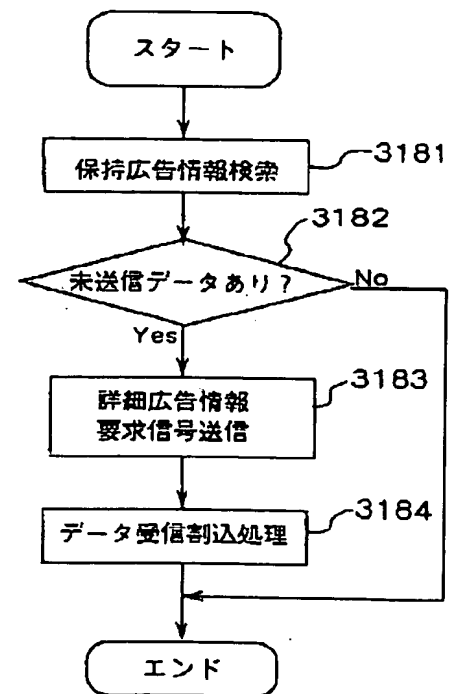 スタート
保持広告情報検索
3181
3182
未送信データあり?
No
Yes
詳細広告情報
要求信号送信
3183
データ受信割込処理
3184
エンド